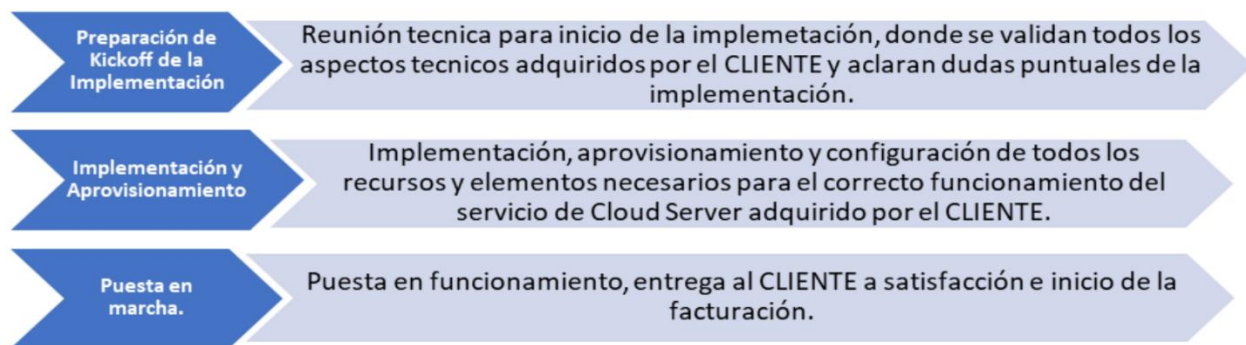 Preparación de
Kickoff de la
Implementación
Reunión tecnica para inicio de la implemetación, donde se validan todos los
aspectos tecnicos adquiridos por el CLIENTE y aclaran dudas puntuales de la
implementación.
Implementación y
Aprovisionamiento
Implementación, aprovisionamiento y configuración de todos los
recursos y elementos necesarios para el correcto funcionamiento del
servicio de Cloud Server adquirido por el CLIENTE.
Puesta en
marcha.
Puesta en funcionamiento, entrega al CLIENTE a satisfacción e inicio de la
facturación.